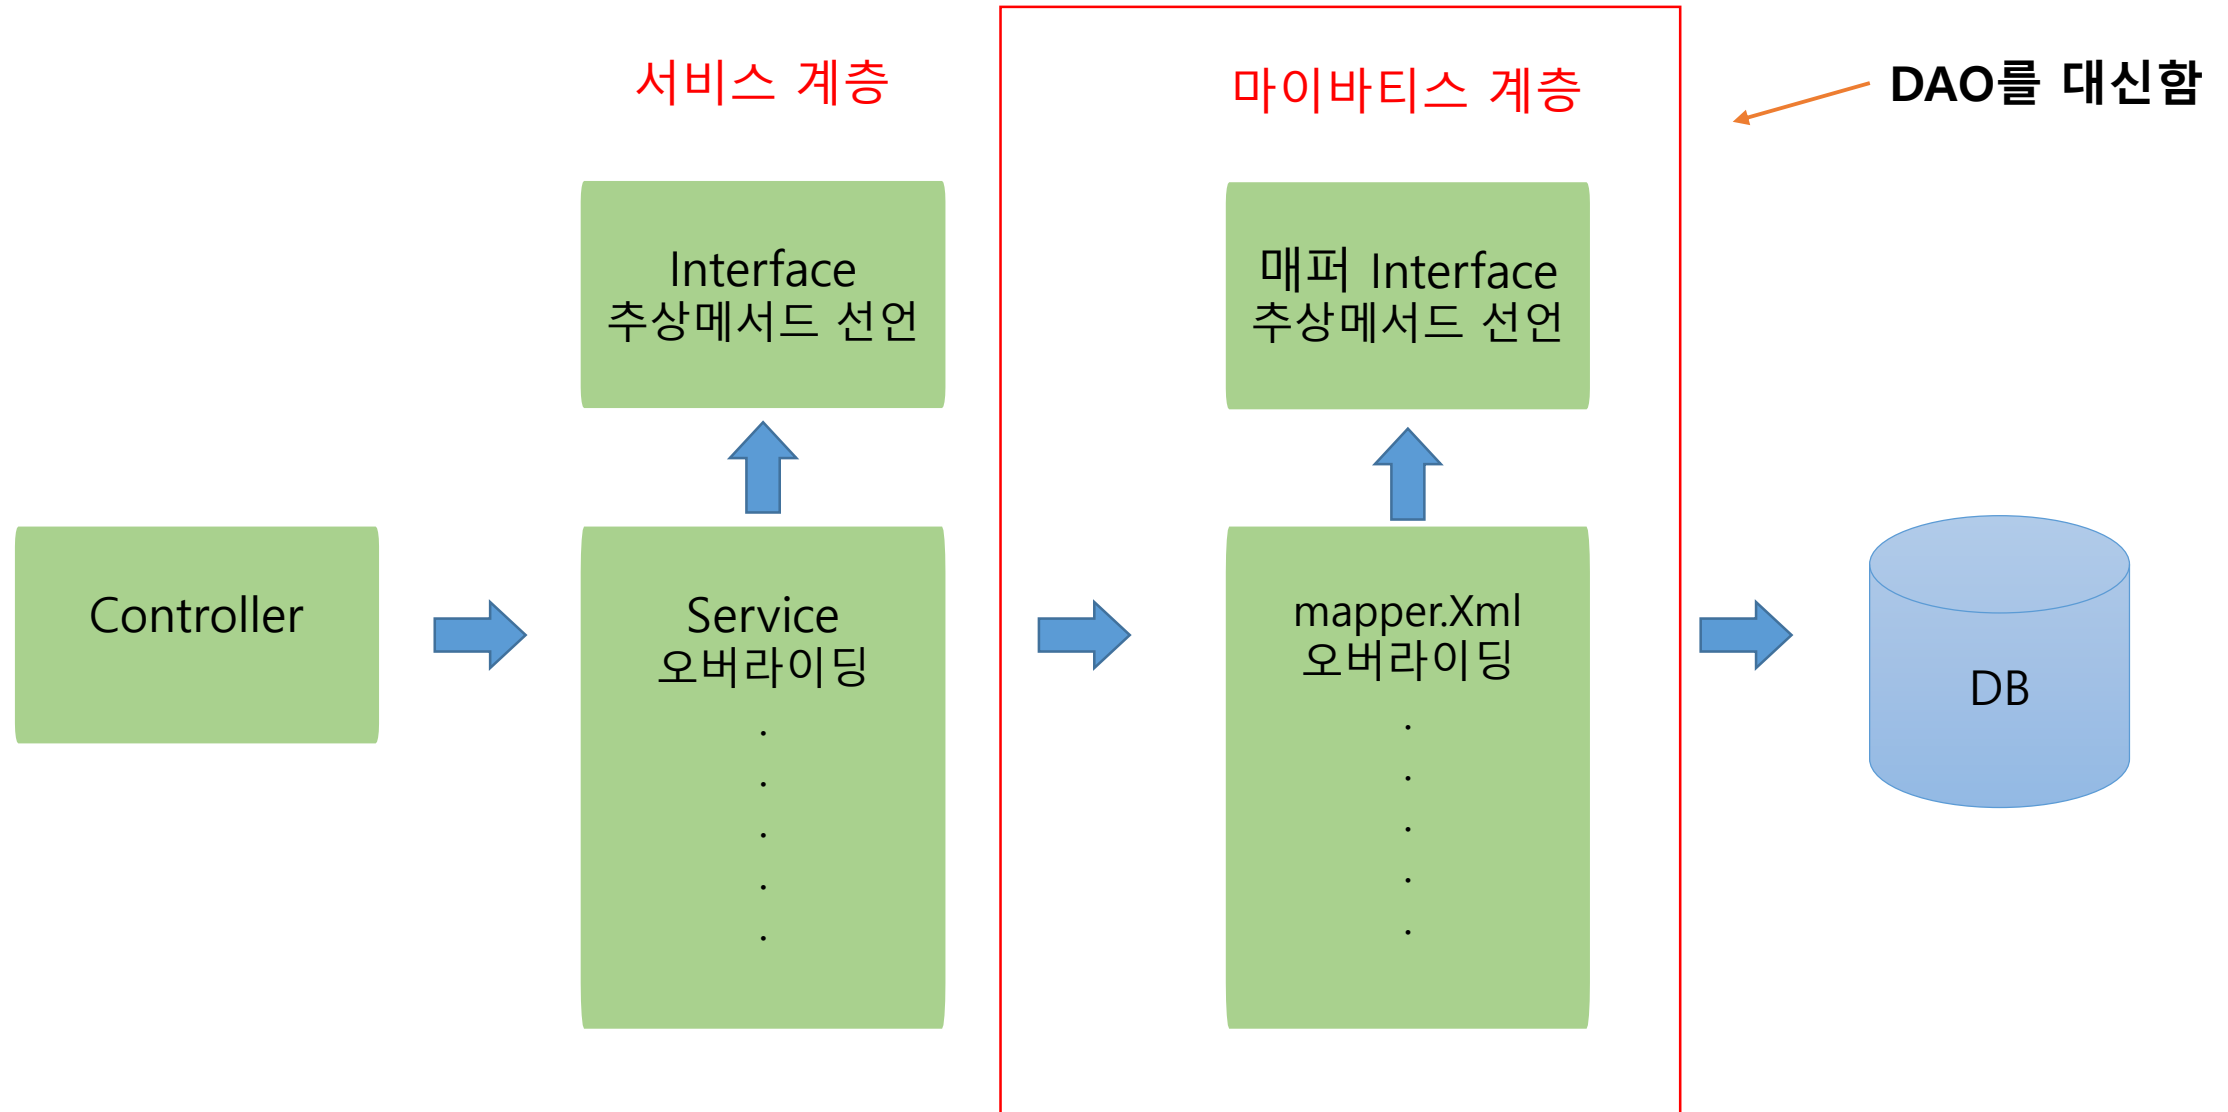 서비스 계층
마이바티스 계층
DAO를 대신함
Interface
추상메서드 선언
매퍼 Interface
추상메서드 선언
Controller
Service
오버라이딩
.
.
.
.
.
mapper.Xml
오버라이딩
.
.
.
.
.
DB